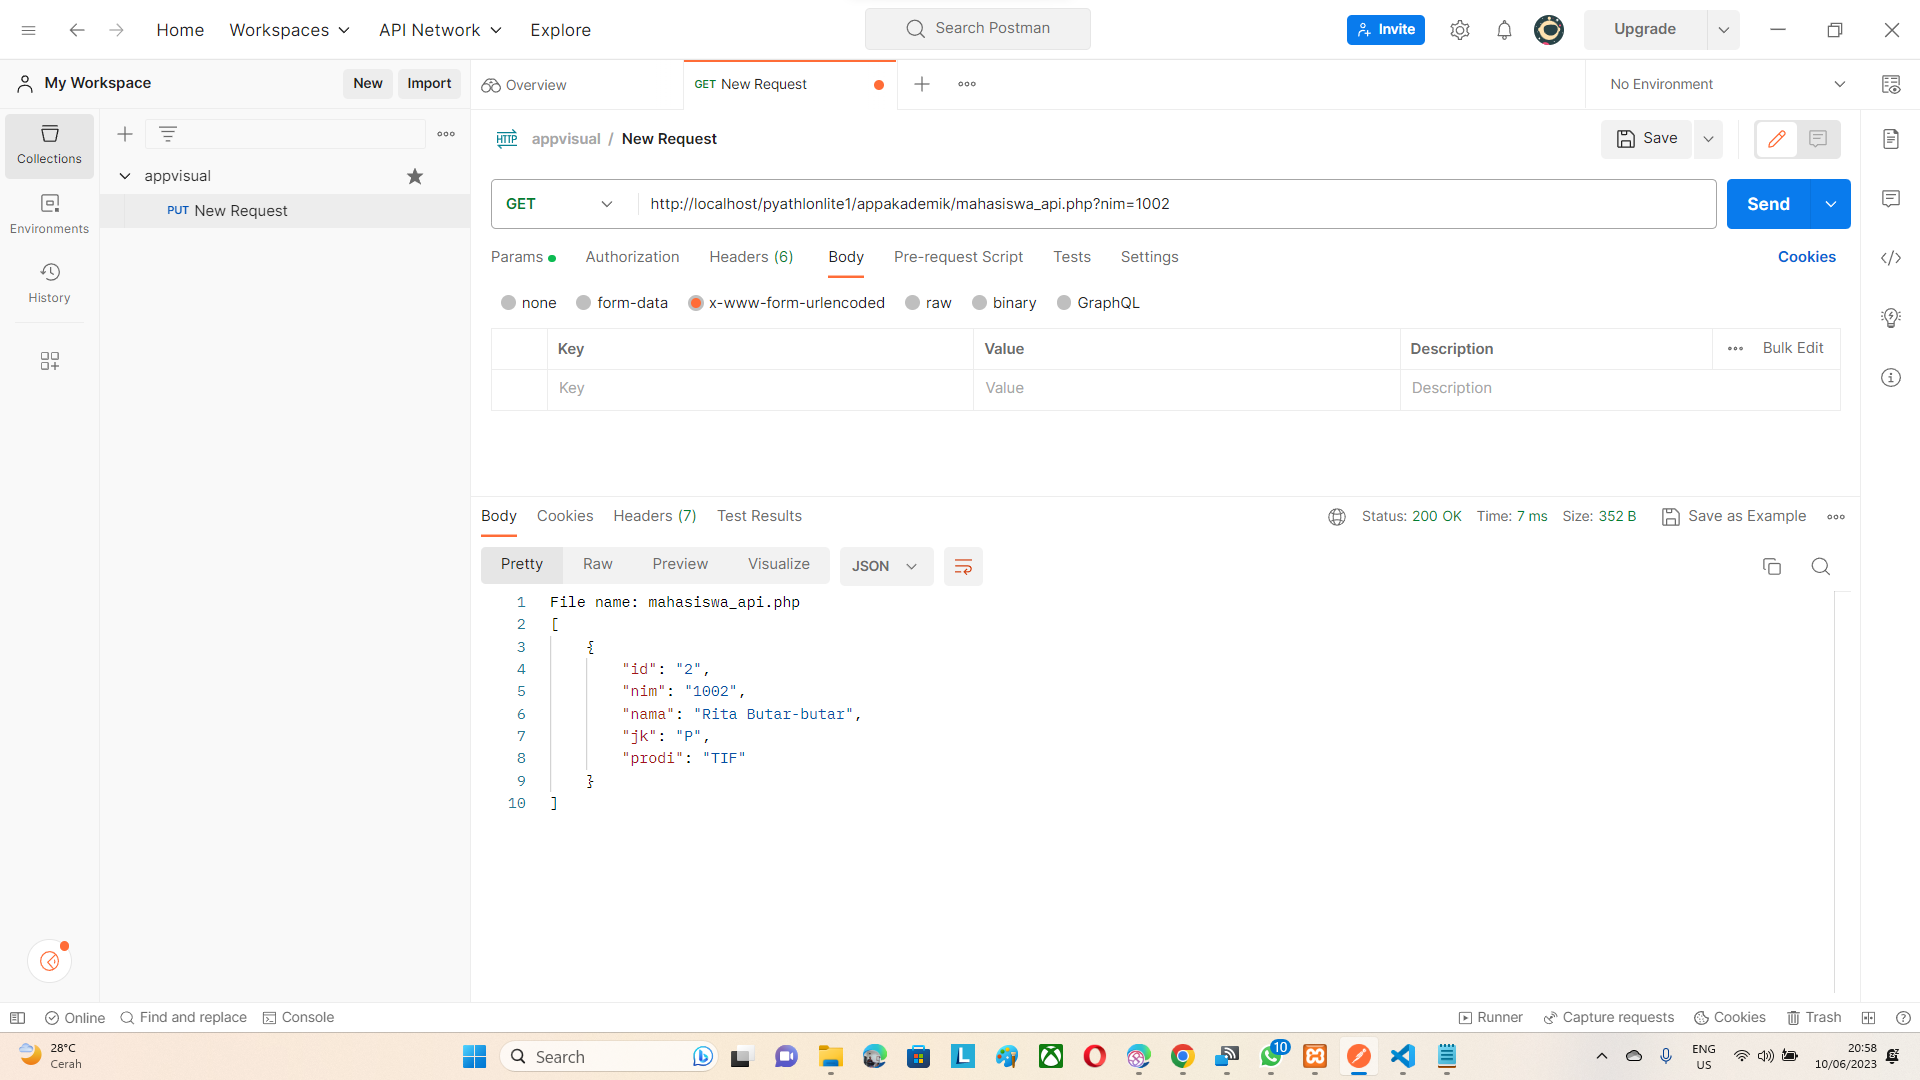 Home Workspaces API Network Explore Search Postman Invite Upgrade
My Workspace New Import Overview GET New Request No Environment
Collections
Environments
History
appvisual
PUT New Request
HTTP appvisual / New Request Save
GET http://localhost/pyathlonlite1/appakademik/mahasiswa_api.php?nim=1002 Send
Params Authorization Headers (6) Body Pre-request Script Tests Settings Cookies
none form-data x-www-form-urlencoded raw binary GraphQL
Key Value Description Bulk Edit
Key Value Description
Body Cookies Headers (7) Test Results Status: 200 OK Time: 7 ms Size: 352 B Save as Example
Pretty Raw Preview Visualize JSON
1 File name: mahasiswa_api.php
2 [
3 {
4 "id": "2",
5 "nim": "1002",
6 "nama": "Rita Butar-butar",
7 "jk": "P",
8 "prodi": "TIF"
9 }
10 ]
Online Find and replace Console Runner Capture requests Cookies Trash
28°C
Cerah
Search
L
10
ENG
US
20:58
10/06/2023